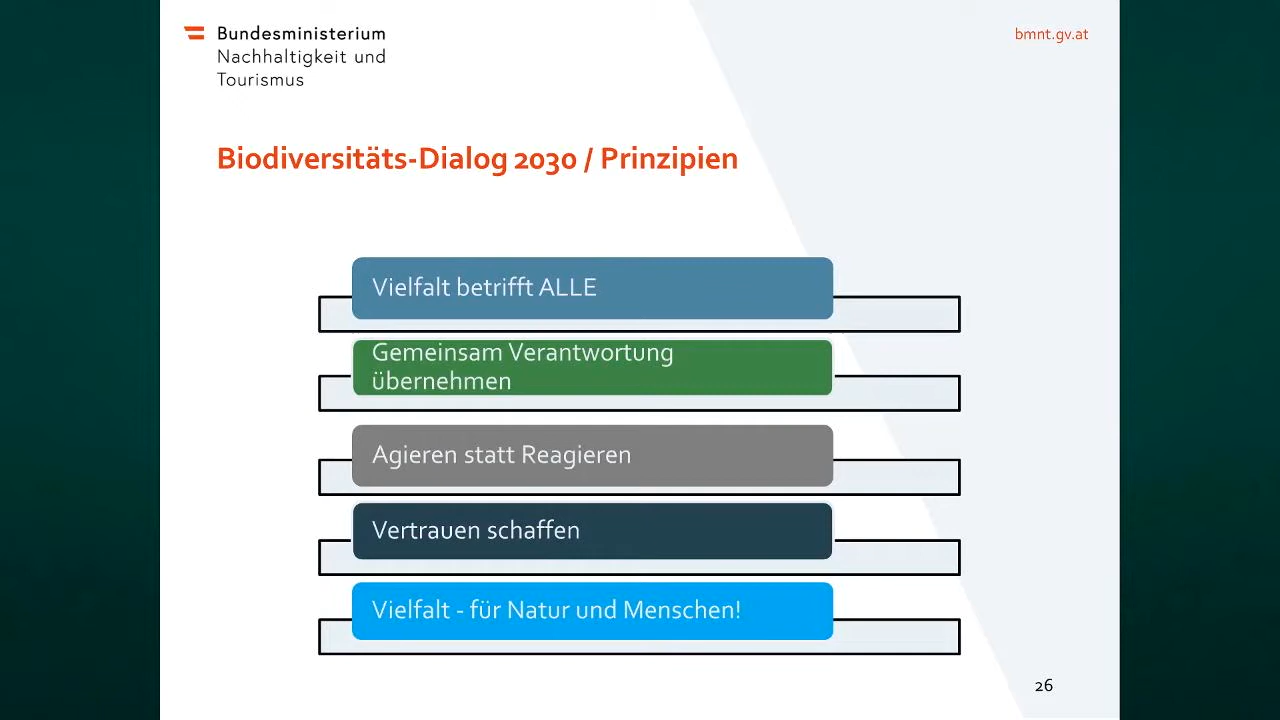 Bundesministerium
Nachhaltigkeit und
Tourismus
bmnt.gv.at
Biodiversitäts-Dialog 2030 / Prinzipien
Vielfalt betrifft ALLE
Gemeinsam Verantwortung
übernehmen
Agieren statt Reagieren
Vertrauen schaffen
Vielfalt - für Natur und Menschen!
26